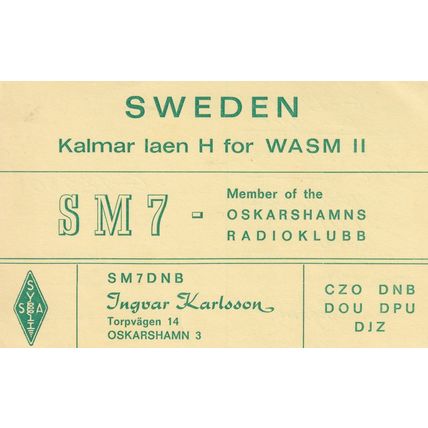 SWEDEN
Kalmar laen H for WASM II
SM7 -
Member of the
OSKARSHAMNS
RADIOKLUBB
SM7DNB
Ingvar Karlsson
Torpvägen 14
OSKARSHAMN 3
CZO DNB
DOU DPU
DJZ